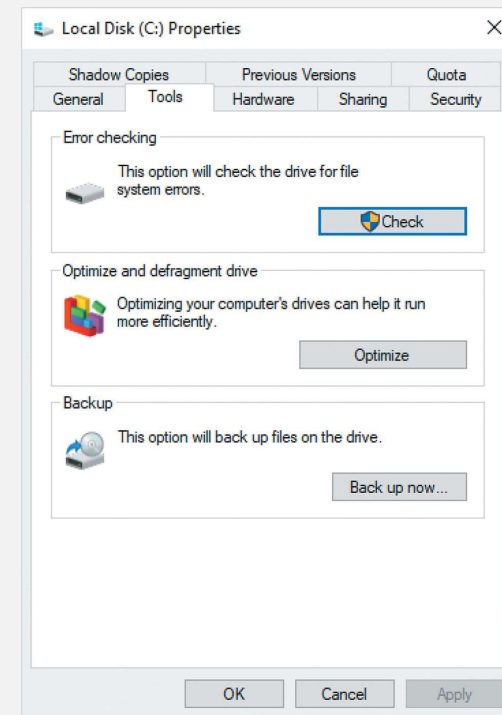 Local Disk (C:) Properties
Shadow Copies Previous Versions Quota
General Tools Hardware Sharing Security
Error checking
This option will check the drive for file
system errors.
Check
Optimize and defragment drive
Optimizing your computer's drives can help it run
more efficiently.
Optimize
Backup
This option will back up files on the drive.
Back up now...
OK Cancel Apply